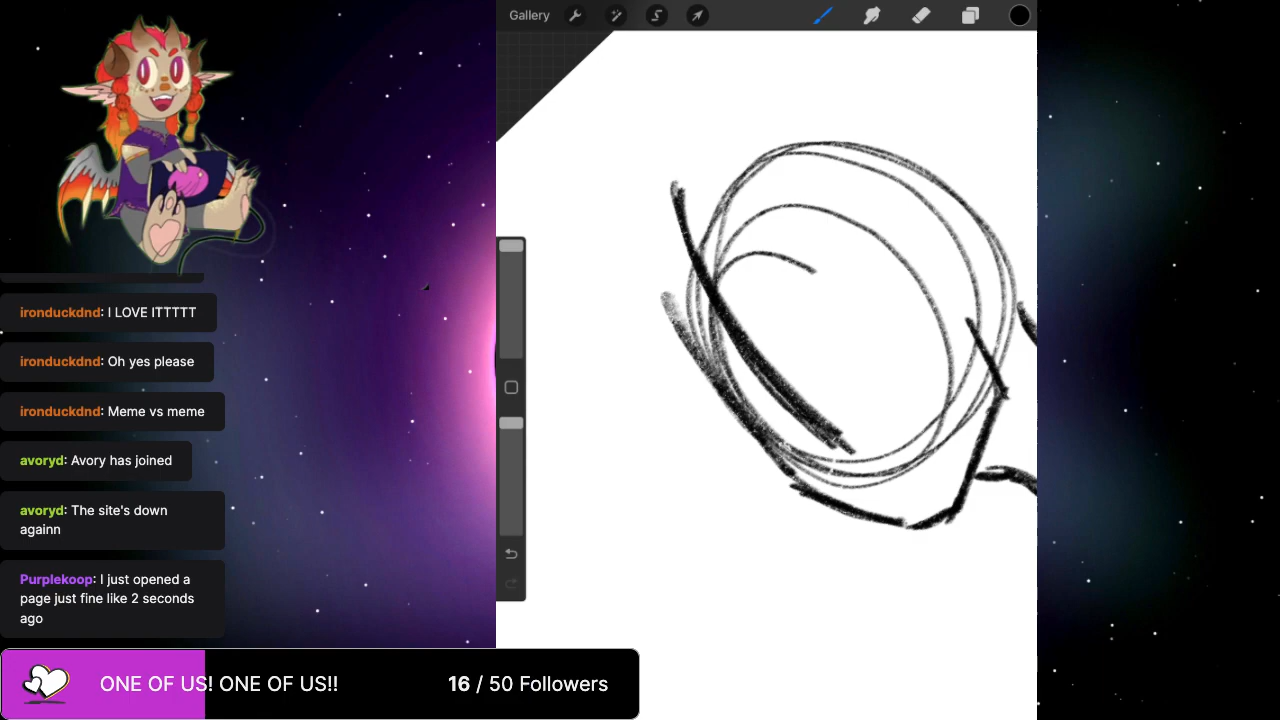 Gallery
ironduckdnd: I LOVE ITTTTT
ironduckdnd: Oh yes please
ironduckdnd: Meme vs meme
avoryd: Avory has joined
avoryd: The site's down
againn
Purplekoop: I just opened a
page just fine like 2 seconds
ago
ONE OF US! ONE OF US!! 16 / 50 Followers